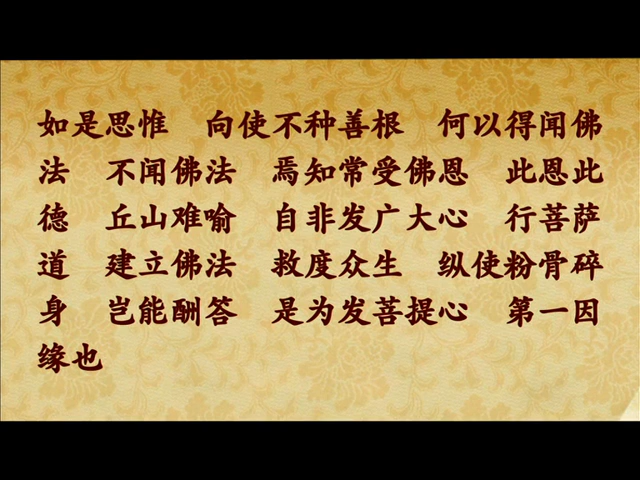 如是思惟　向使不种善根　何以得闻佛
法　不闻佛法　焉知常受佛恩　此恩此
德　丘山难喻　自非发广大心　行菩萨
道　建立佛法　救度众生　纵使粉骨碎
身　岂能酬答　是为发菩提心　第一因
缘也